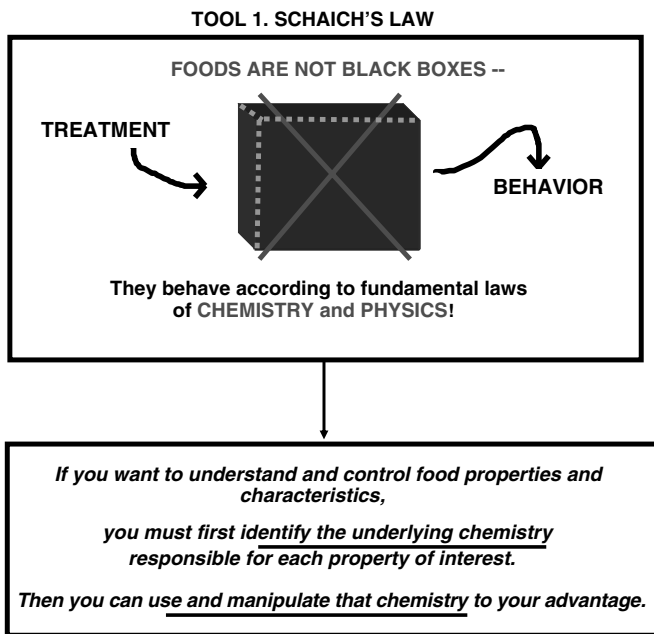 TOOL 1. SCHAICH'S LAW
FOODS ARE NOT BLACK BOXES --
TREATMENT
BEHAVIOR
They behave according to fundamental laws
of CHEMISTRY and PHYSICS!
If you want to understand and control food properties and
characteristics,
you must first identify the underlying chemistry
responsible for each property of interest.
Then you can use and manipulate that chemistry to your advantage.